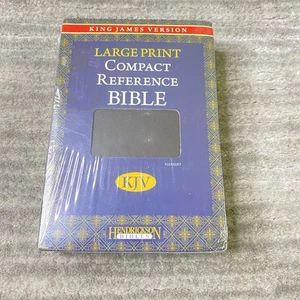 KING JAMES VERSION
LARGE PRINT
COMPACT
REFERENCE
BIBLE
KJV
HENDRICKSON
BIBLES